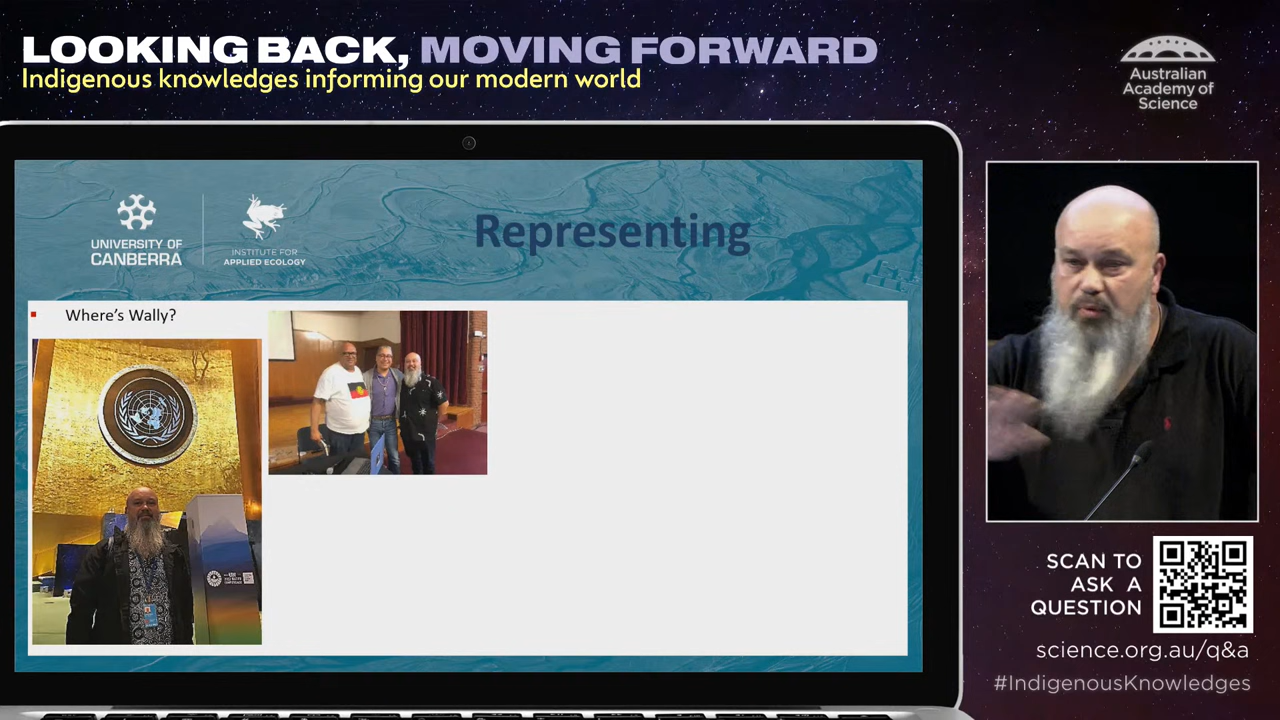 LOOKING BACK, MOVING FORWARD
Indigenous knowledges informing our modern world
Australian
Academy of
Science
UNIVERSITY OF
CANBERRA
INSTITUTE FOR
APPLIED ECOLOGY
Representing
Where's Wally?
SCAN TO
ASK A
QUESTION
science.org.au/q&a
#IndigenousKnowledges